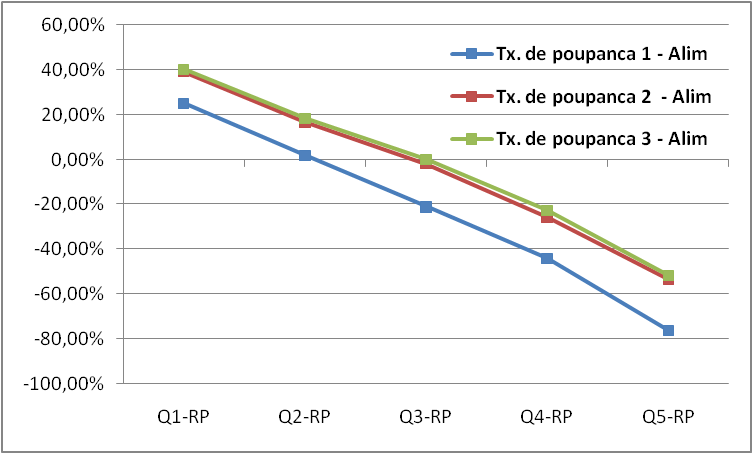 60,00%
40,00%
20,00%
0,00%
-20,00%
-40,00%
-60,00%
-80,00%
-100,00%
Tx. de poupanca 1 - Alim
Tx. de poupanca 2 - Alim
Tx. de poupanca 3 - Alim
Q1-RP Q2-RP Q3-RP Q4-RP Q5-RP